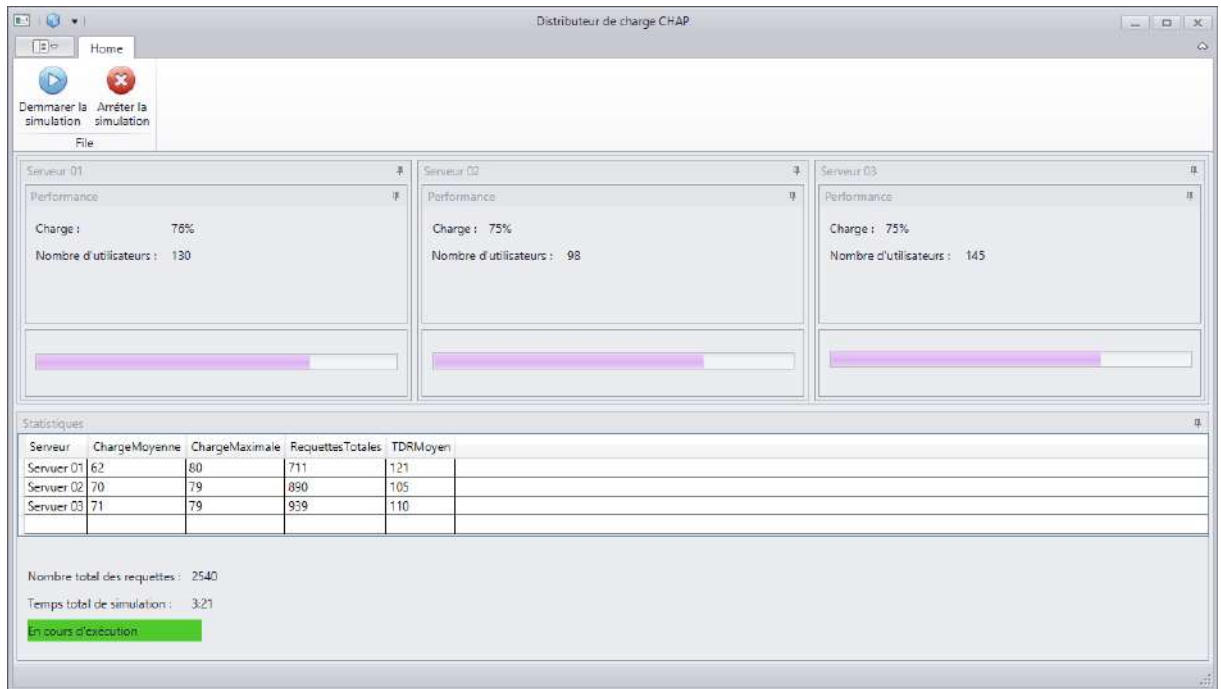 Distributeur de charge CHAP
Home
Demmarer la simulation
Arréter la simulation
File
Serveur 01
Performance
Charge : 76%
Nombre d'utilisateurs : 130
Serveur 02
Performance
Charge : 75%
Nombre d'utilisateurs : 98
Serveur 03
Performance
Charge : 75%
Nombre d'utilisateurs : 145
Statistiques
Serveur ChargeMoyenne ChargeMaximale RequettesTotales TDRMoyen
Servuer 01 62 80 711 121
Servuer 02 70 79 890 105
Servuer 03 71 79 939 110
Nombre total des requettes : 2540
Temps total de simulation : 3:21
En cours d'exécution